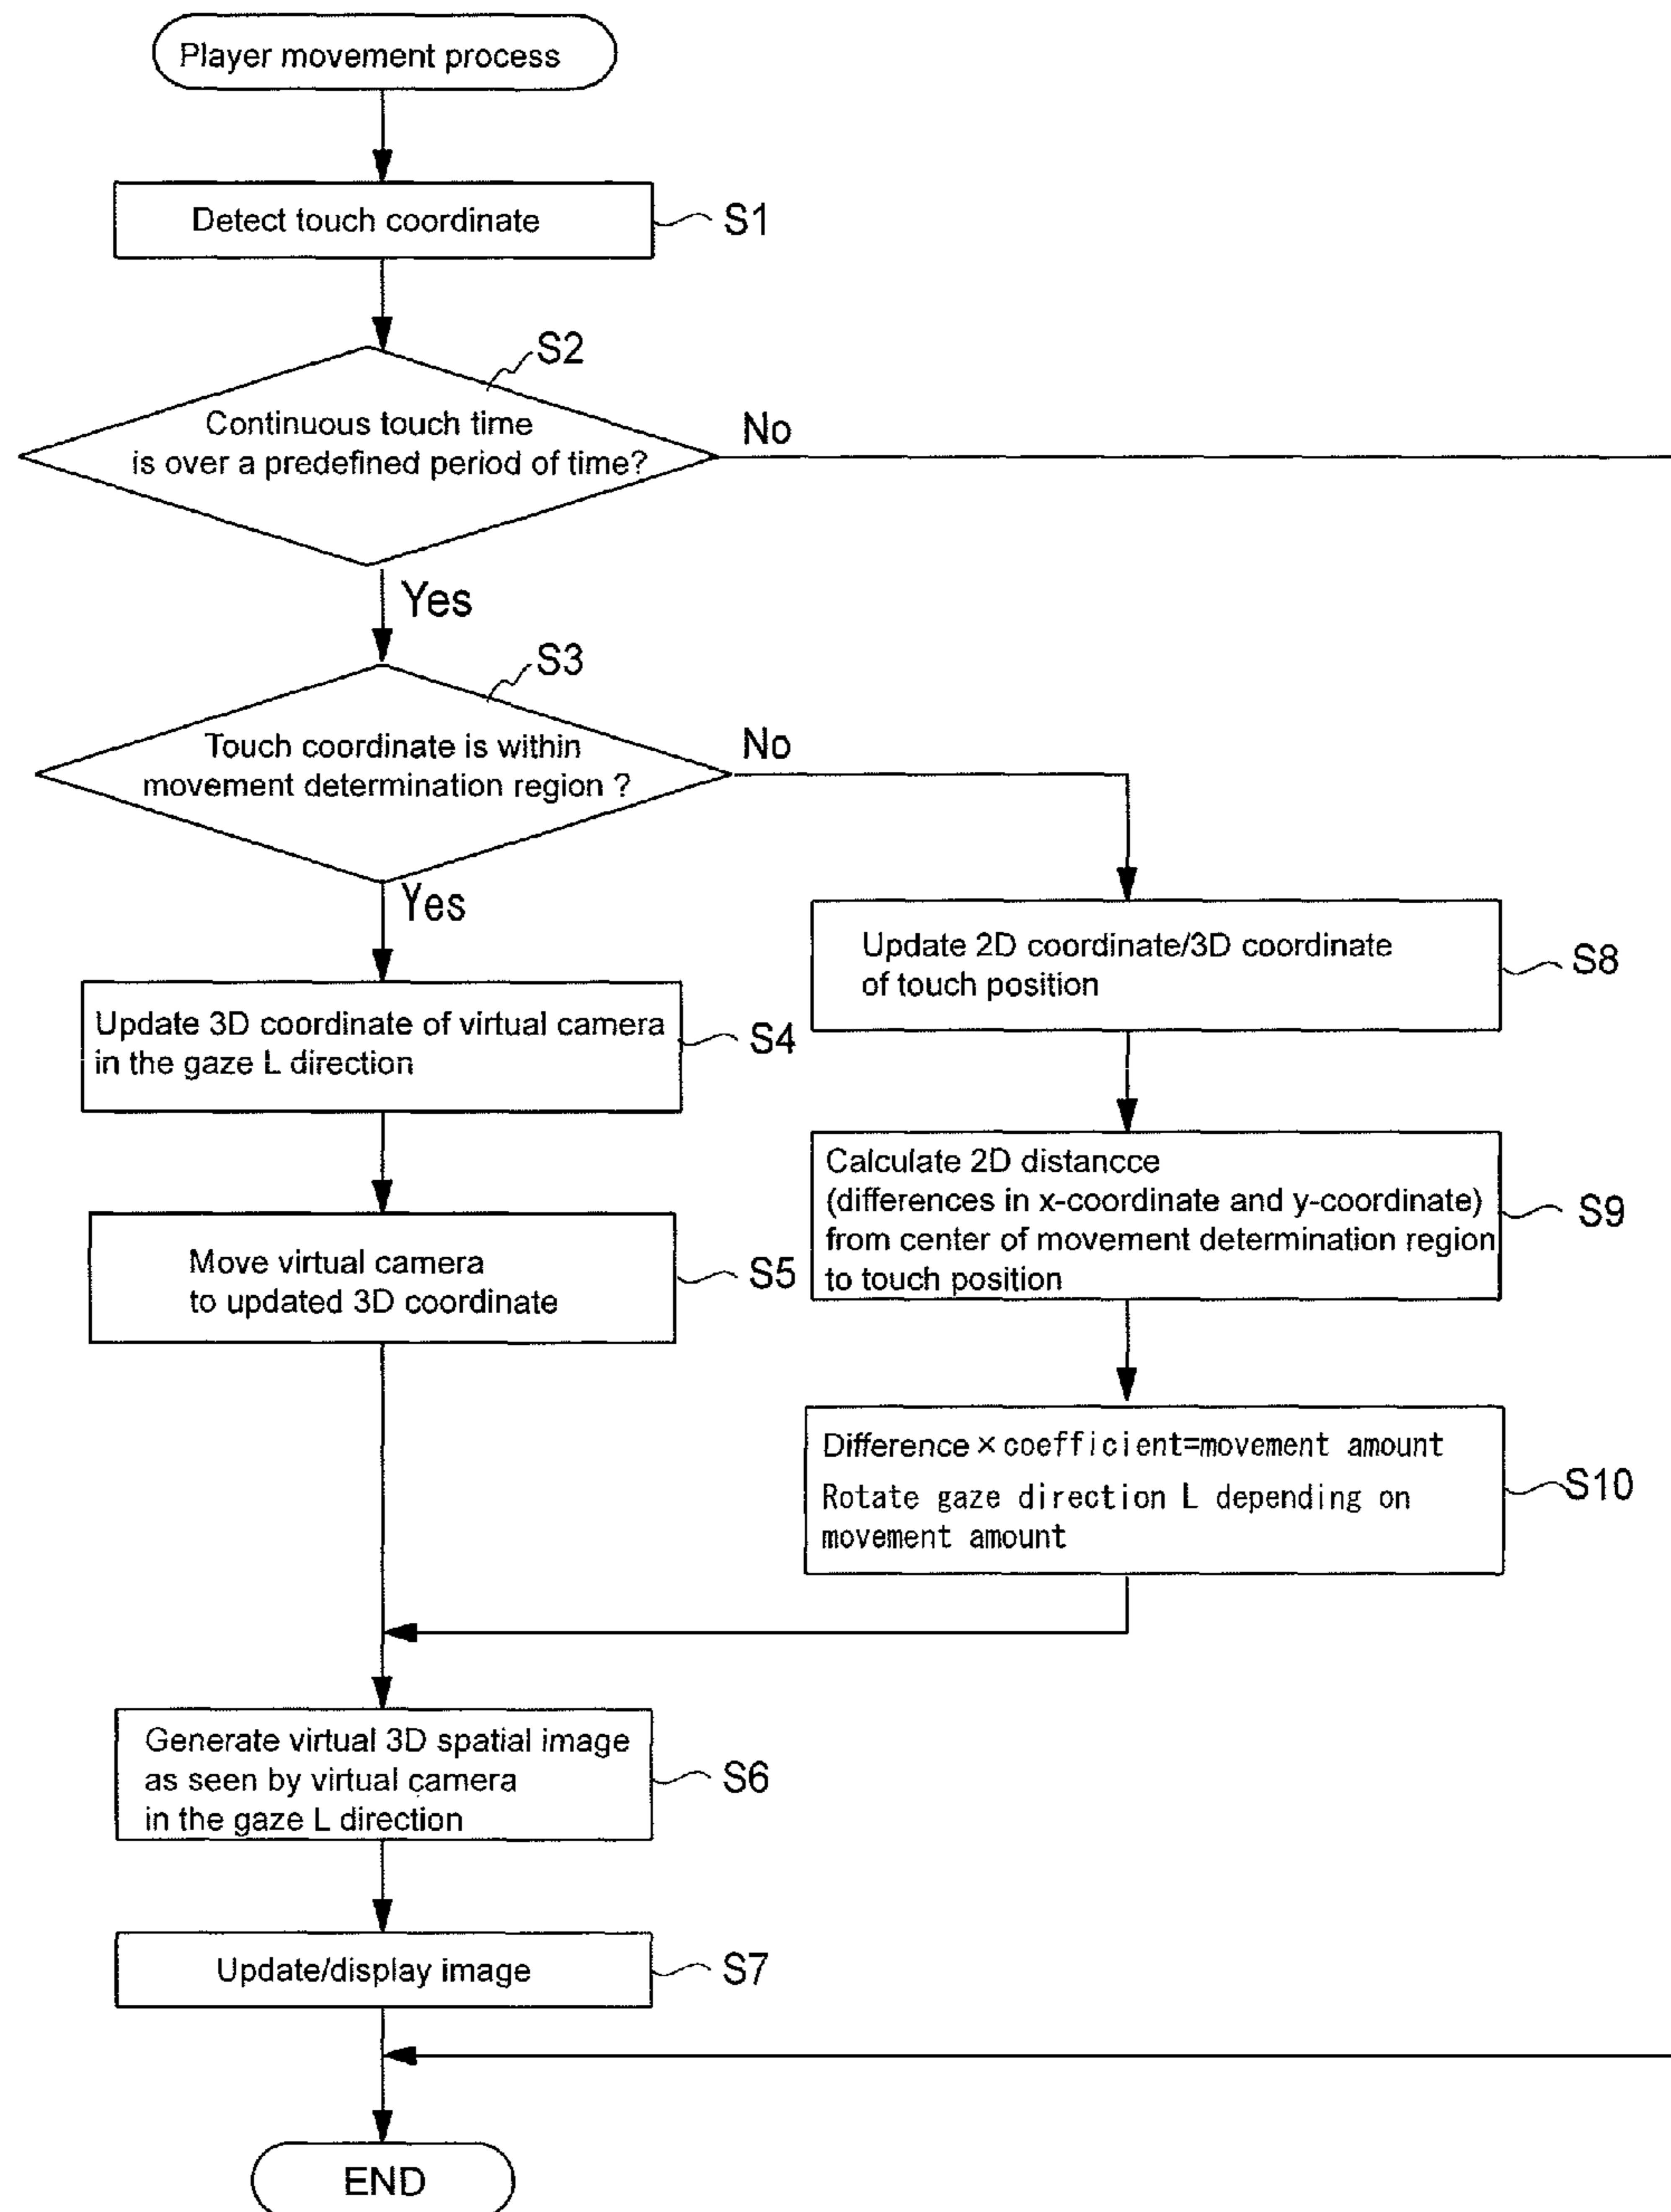 Player movement process
Detect touch coordinate
S1
S2
Continuous touch time
is over a predefined period of time?
No
Yes
S3
Touch coordinate is within
movement determination region ?
No
Yes
Update 2D coordinate/3D coordinate
of touch position
S8
Update 3D coordinate of virtual camera
in the gaze L direction
S4
Calculate 2D distancce
(differences in x-coordinate and y-coordinate)
from center of movement determination region
to touch position
S9
Move virtual camera
to updated 3D coordinate
S5
Difference × coefficient=movement amount
Rotate gaze direction L depending on
movement amount
S10
Generate virtual 3D spatial image
as seen by virtual camera
in the gaze L direction
S6
Update/display image
S7
END